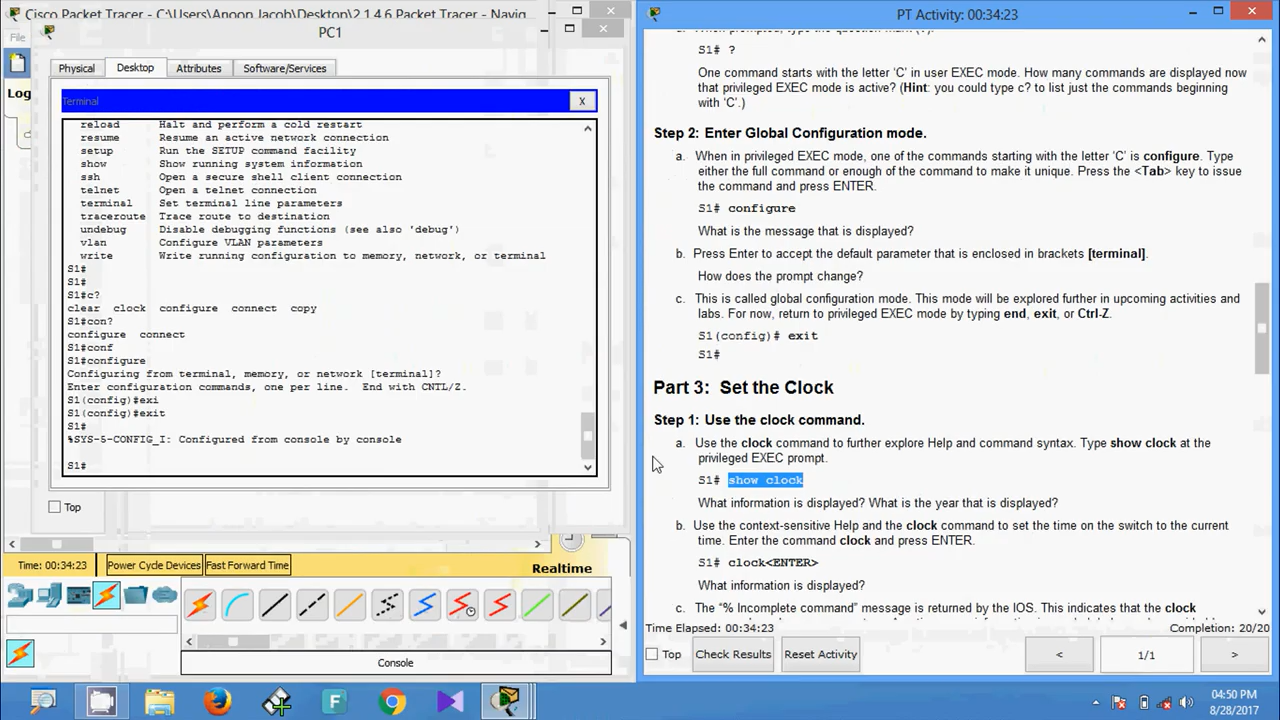 Cisco Packet Tracer - C:\Users\Anoop Jacob\Desktop\2.1.4.6 Packet Tracer - Navig
File
Log
PC1
Physical
Desktop
Attributes
Software/Services
Terminal
X
reload Halt and perform a cold restart
resume Resume an active network connection
setup Run the SETUP command facility
show Show running system information
ssh Open a secure shell client connection
telnet Open a telnet connection
terminal Set terminal line parameters
traceroute Trace route to destination
undebug Disable debugging functions (see also 'debug')
vlan Configure VLAN parameters
write Write running configuration to memory, network, or terminal
S1#
S1#
S1#c?
clear clock configure connect copy
S1#con?
configure connect
S1#conf
S1#configure
Configuring from terminal, memory, or network [terminal]?
Enter configuration commands, one per line. End with CNTL/Z.
S1(config)#exi
S1(config)#exit
S1#
%SYS-5-CONFIG_I: Configured from console by console
S1#
Top
Time: 00:34:23
Power Cycle Devices
Fast Forward Time
Realtime
Console
PT Activity: 00:34:23
S1# ?
One command starts with the letter 'C' in user EXEC mode. How many commands are displayed now
that privileged EXEC mode is active? (Hint: you could type c? to list just the commands beginning
with 'C'.)
Step 2: Enter Global Configuration mode.
a. When in privileged EXEC mode, one of the commands starting with the letter 'C' is configure. Type
either the full command or enough of the command to make it unique. Press the <Tab> key to issue
the command and press ENTER.
S1# configure
What is the message that is displayed?
b. Press Enter to accept the default parameter that is enclosed in brackets [terminal].
How does the prompt change?
c. This is called global configuration mode. This mode will be explored further in upcoming activities and
labs. For now, return to privileged EXEC mode by typing end, exit, or Ctrl-Z.
S1(config)# exit
S1#
Part 3: Set the Clock
Step 1: Use the clock command.
a. Use the clock command to further explore Help and command syntax. Type show clock at the
privileged EXEC prompt.
S1# show clock
What information is displayed? What is the year that is displayed?
b. Use the context-sensitive Help and the clock command to set the time on the switch to the current
time. Enter the command clock and press ENTER.
S1# clock<ENTER>
What information is displayed?
c. The "% Incomplete command" message is returned by the IOS. This indicates that the clock
Time Elapsed: 00:34:23
Completion: 20/20
Top
Check Results
Reset Activity
<
1/1
>
04:50 PM
8/28/2017